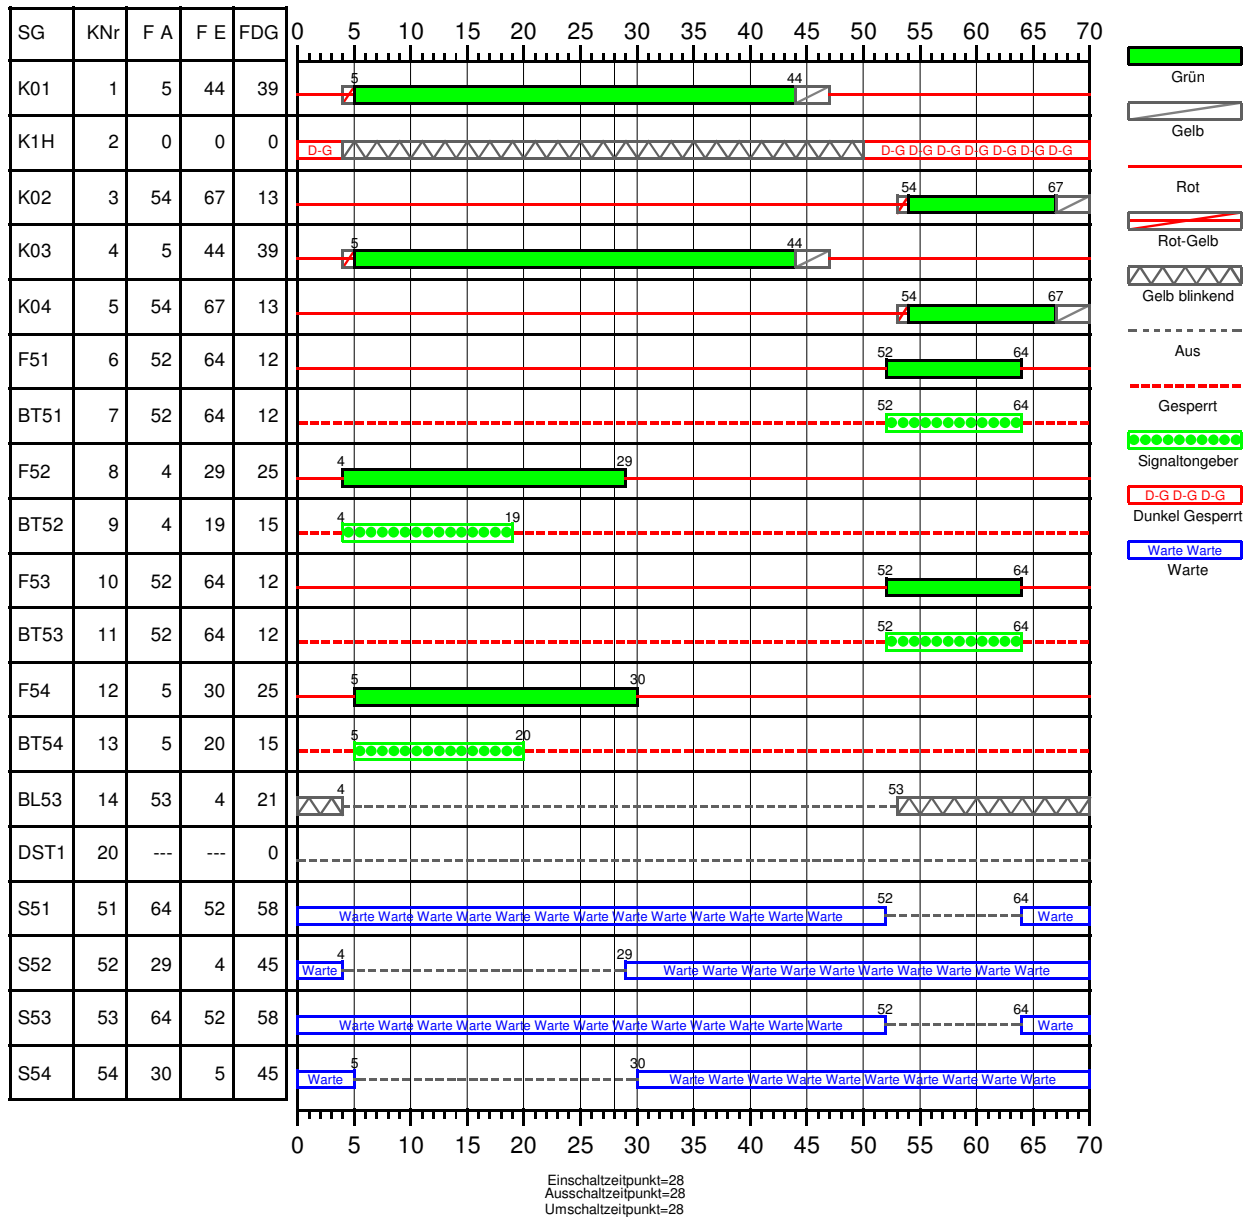 SG KNr F A F E FDG 0 5 10 15 20 25 30 35 40 45 50 55 60 65 70
K01 1 5 44 39 5 44
K1H 2 0 0 0 D-G D-G D-G D-G D-G D-G D-G D-G
K02 3 54 67 13 54 67
K03 4 5 44 39 5 44
K04 5 54 67 13 54 67
F51 6 52 64 12 52 64
BT51 7 52 64 12 52 64
F52 8 4 29 25 4 29
BT52 9 4 19 15 4 19
F53 10 52 64 12 52 64
BT53 11 52 64 12 52 64
F54 12 5 30 25 5 30
BT54 13 5 20 15 5 20
BL53 14 53 4 21 4 53
DST1 20 --- --- 0
S51 51 64 52 58 Warte Warte Warte Warte Warte Warte Warte Warte Warte Warte Warte Warte Warte 52 64 Warte
S52 52 29 4 45 Warte 4 29 Warte Warte Warte Warte Warte Warte Warte Warte Warte Warte
S53 53 64 52 58 Warte Warte Warte Warte Warte Warte Warte Warte Warte Warte Warte Warte Warte 52 64 Warte
S54 54 30 5 45 Warte 5 30 Warte Warte Warte Warte Warte Warte Warte Warte Warte Warte
0 5 10 15 20 25 30 35 40 45 50 55 60 65 70
Einschaltzeitpunkt=28
Ausschaltzeitpunkt=28
Umschaltzeitpunkt=28
Grün
Gelb
Rot
Rot-Gelb
Gelb blinkend
Aus
Gesperrt
Signaltongeber
D-G D-G D-G
Dunkel Gesperrt
Warte Warte
Warte